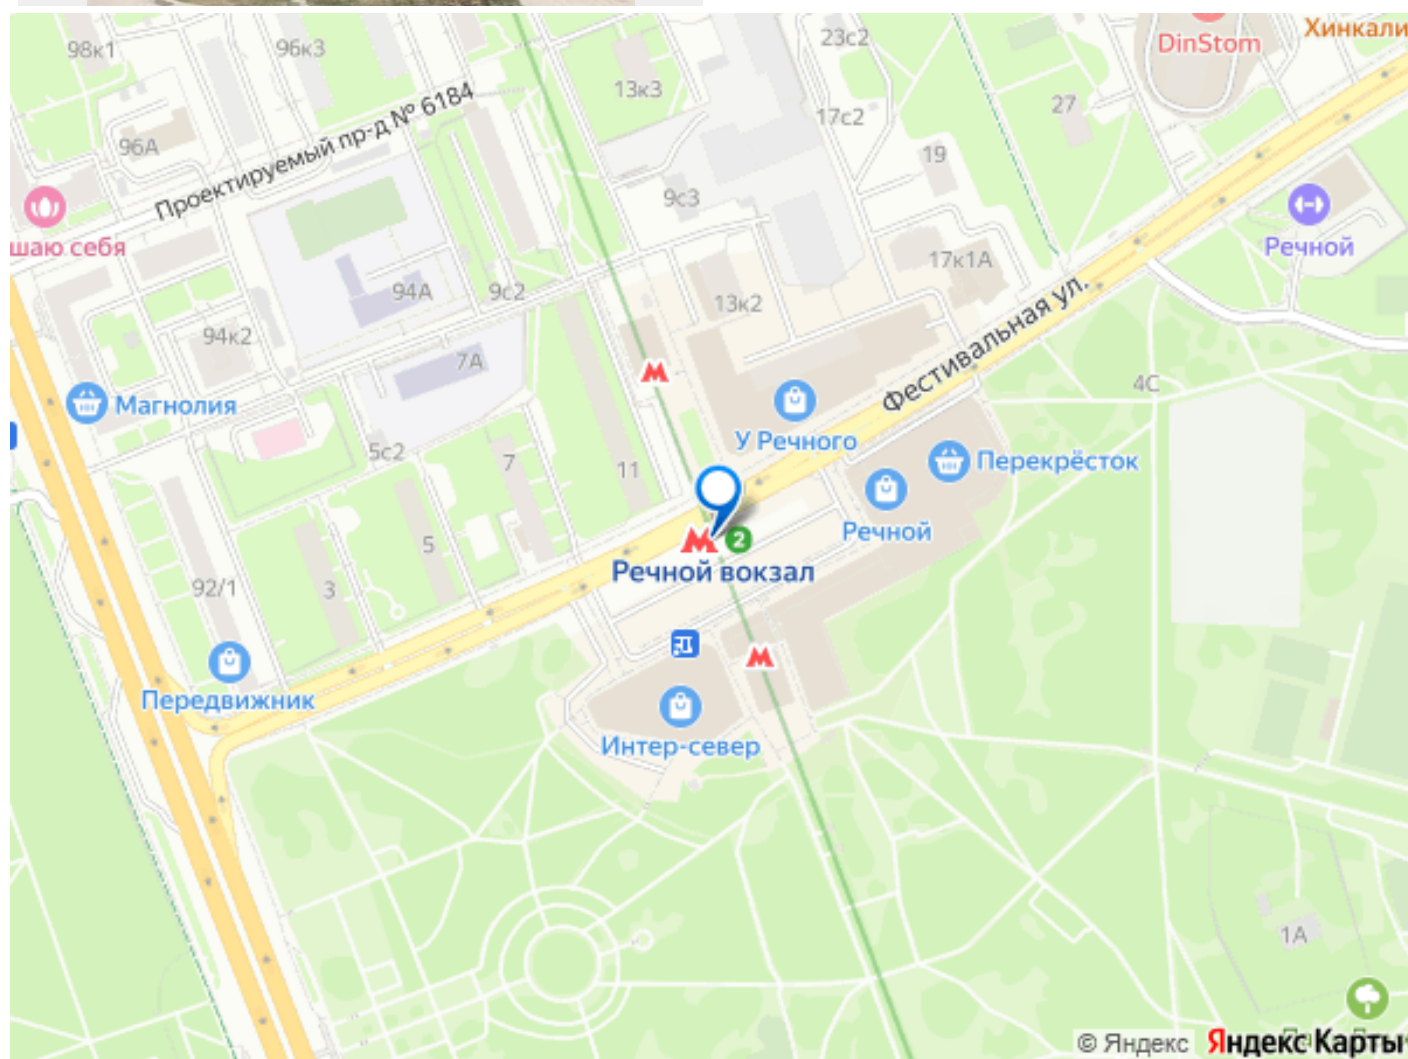 98к1
96к3
23с2
DinStom
Хинкали
13к3
27
17с2
96А
Проектируемый пр-д № 6184
19
9с3
шаю себя
Речной
17к1А
94А
9с2
13к2
94к2
7А
Фестивальная ул.
4С
Магнолия
У Речного
5с2
7
11
Перекрёсток
Речной
5
2
Речной вокзал
92/1
3
Передвижник
Интер-север
1А
© Яндекс
Яндекс Карты